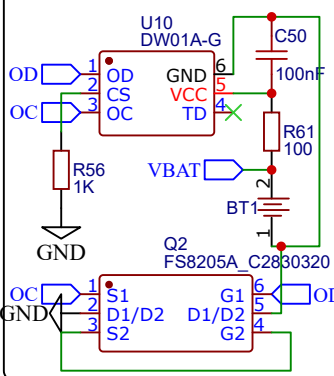 U10
DW01A-G
C50
100nF
OD
1
OD
GND
6
2
CS
VCC
5
OC
3
OC
TD
4
R61
100
R56
1K
VBAT
2
BT1
GND
1
Q2
FS8205A_C2830320
OC
1
S1
G1
6
GND
2
D1/D2
D1/D2
5
3
S2
G2
4